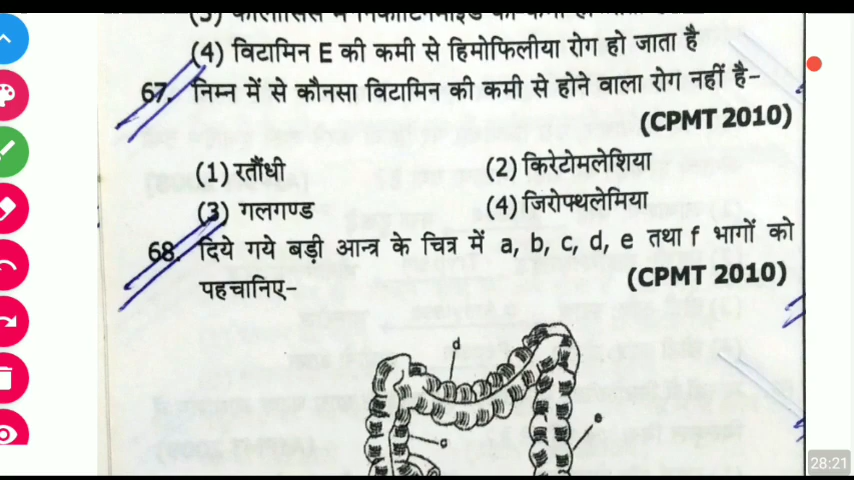 (4) विटामिन E की कमी से हिमोफिलीया रोग हो जाता है
67. निम्न में से कौनसा विटामिन की कमी से होने वाला रोग नहीं है-
(CPMT 2010)
(1) रतौंधी (2) किरेटोमलेशिया
(3) गलगण्ड (4) जिरोफ्थलेमिया
68. दिये गये बड़ी आन्त्र के चित्र में a, b, c, d, e तथा f भागों को
पहचानिए- (CPMT 2010)
d
e
28:21